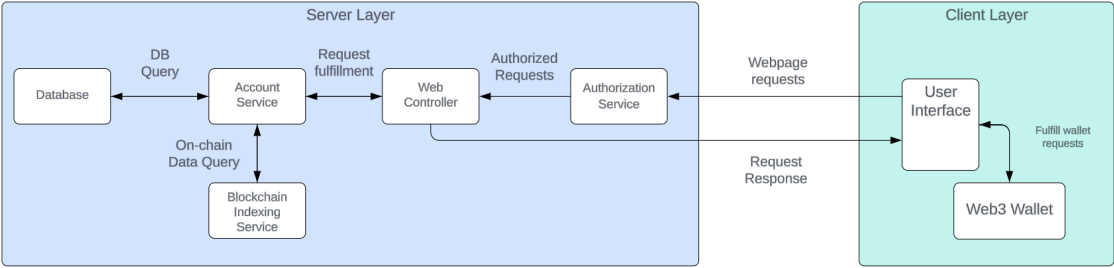 Server Layer
Client Layer
DB
Query
Request
fulfillment
Authorized
Requests
Webpage
requests
Database
Account
Service
Web
Controller
Authorization
Service
User
Interface
Fulfill wallet
requests
On-chain
Data Query
Request
Response
Blockchain
Indexing
Service
Web3 Wallet